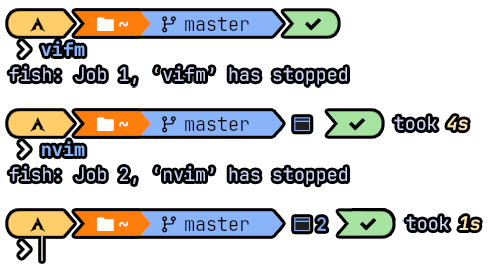 ~ master ✓
❯ vifm
fish: Job 1, ‘vifm’ has stopped
~ master ✓ took 4s
❯ nvim
fish: Job 2, ‘nvim’ has stopped
~ master 2 ✓ took 1s
❯